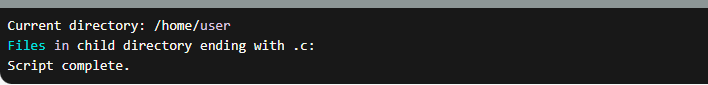 Current directory: /home/user
Files in child directory ending with .c:
Script complete.